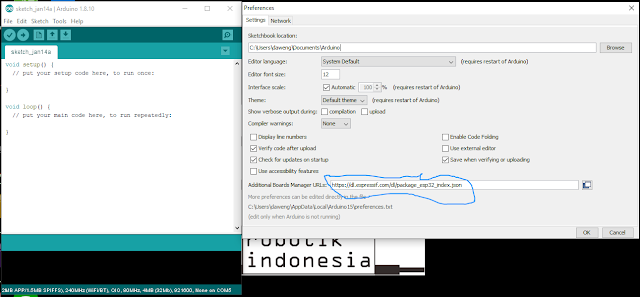 sketch_jan14a | Arduino 1.8.10
File Edit Sketch Tools Help
sketch_jan14a
void setup() {
// put your setup code here, to run once:
}
void loop() {
// put your main code here, to run repeatedly:
}
2MB APP/1.5MB SPIFFS), 240MHz (WiFi/BT), QIO, 80MHz, 4MB (32Mb), 921600, None on COM5
Preferences
Settings Network
Sketchbook location:
C:\Users\daweng\Documents\Arduino
Browse
Editor language: System Default (requires restart of Arduino)
Editor font size: 12
Interface scale: Automatic 100 % (requires restart of Arduino)
Theme: Default theme (requires restart of Arduino)
Show verbose output during: compilation upload
Compiler warnings: None
Display line numbers Enable Code Folding
Verify code after upload Use external editor
Check for updates on startup Save when verifying or uploading
Use accessibility features
Additional Boards Manager URLs: https://dl.espressif.com/dl/package_esp32_index.json
More preferences can be edited directly in the file
C:\Users\daweng\AppData\Local\Arduino15\preferences.txt
(edit only when Arduino is not running)
OK Cancel
robotik
indonesia